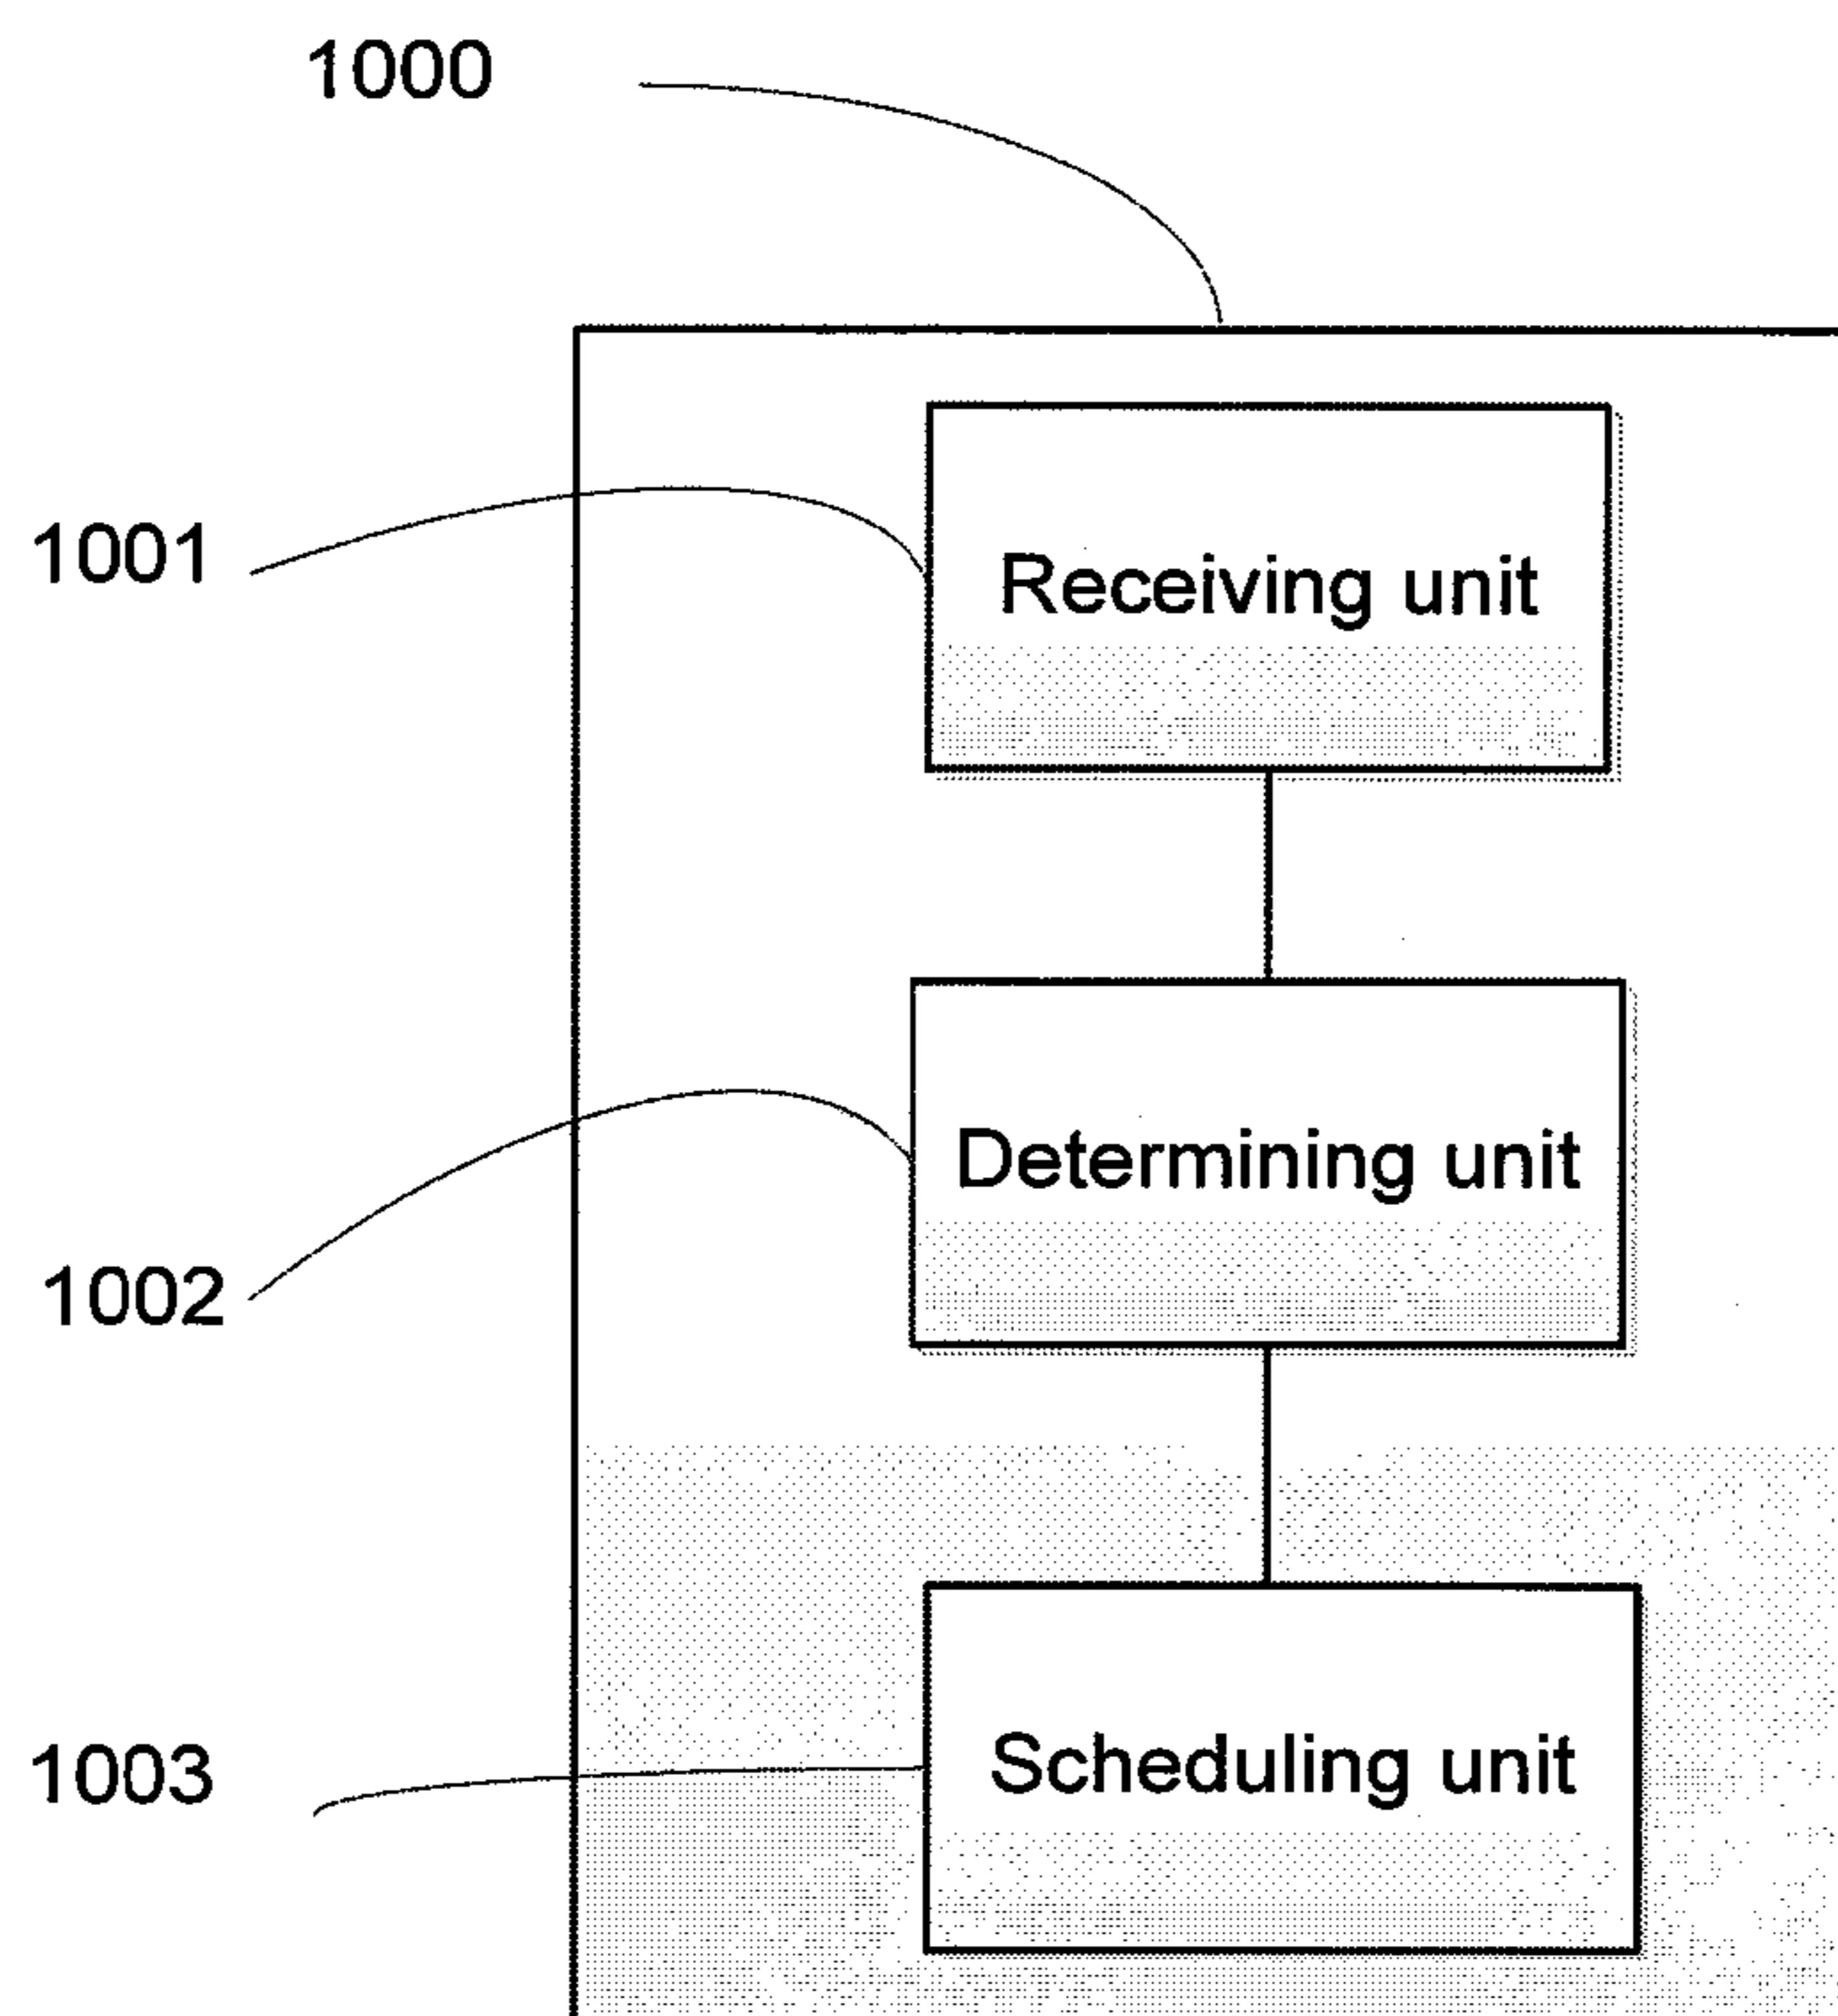 1000
1001
Receiving unit
Determining unit
1002
Scheduling unit
1003